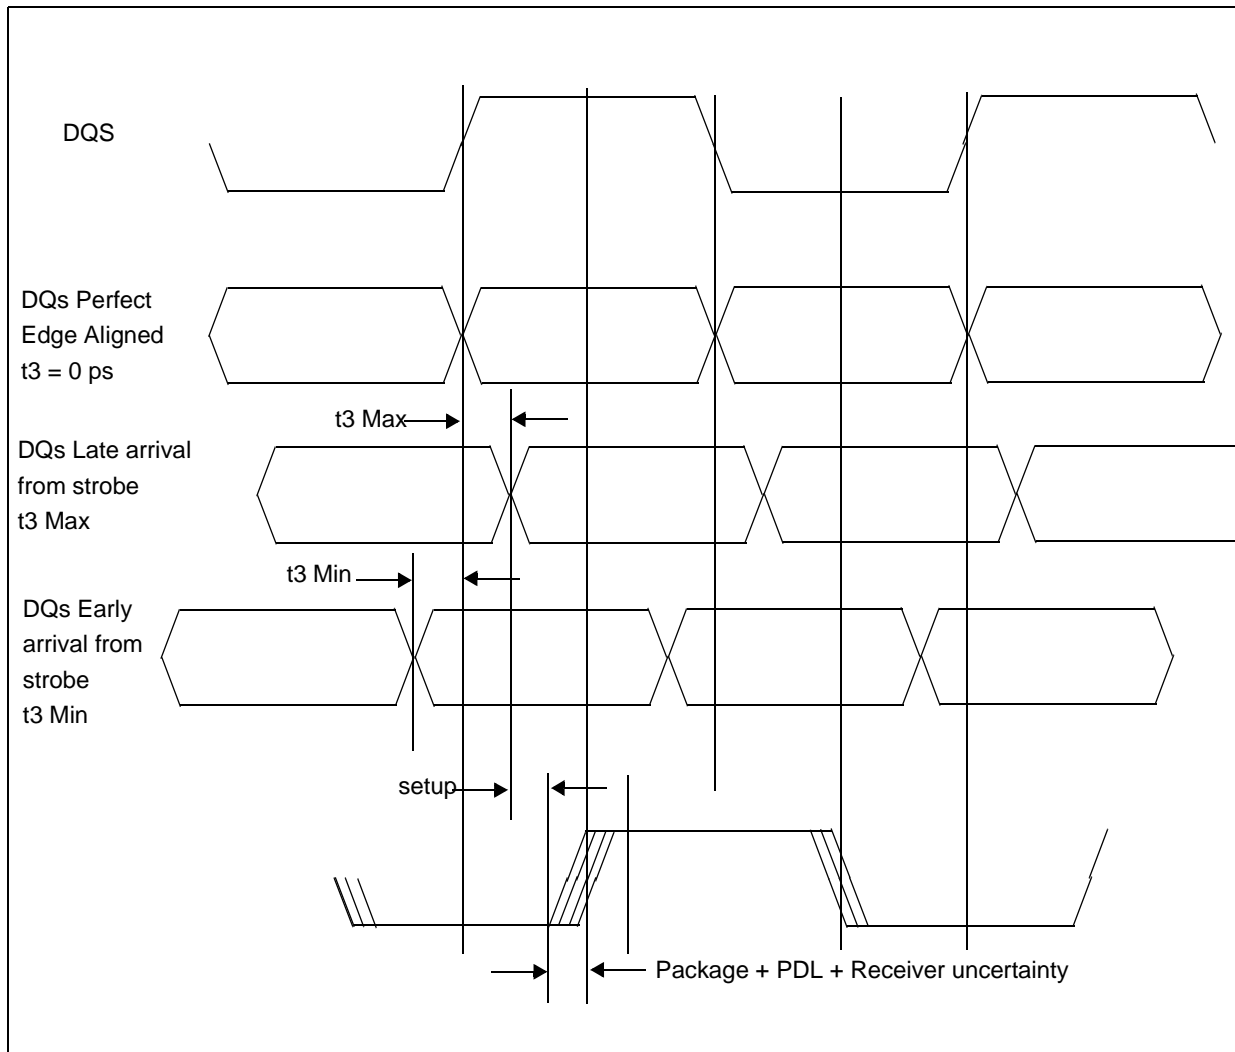 DQS
DQs Perfect
Edge Aligned
t3 = 0 ps
t3 Max
DQs Late arrival
from strobe
t3 Max
t3 Min
DQs Early
arrival from
strobe
t3 Min
setup
Package + PDL + Receiver uncertainty